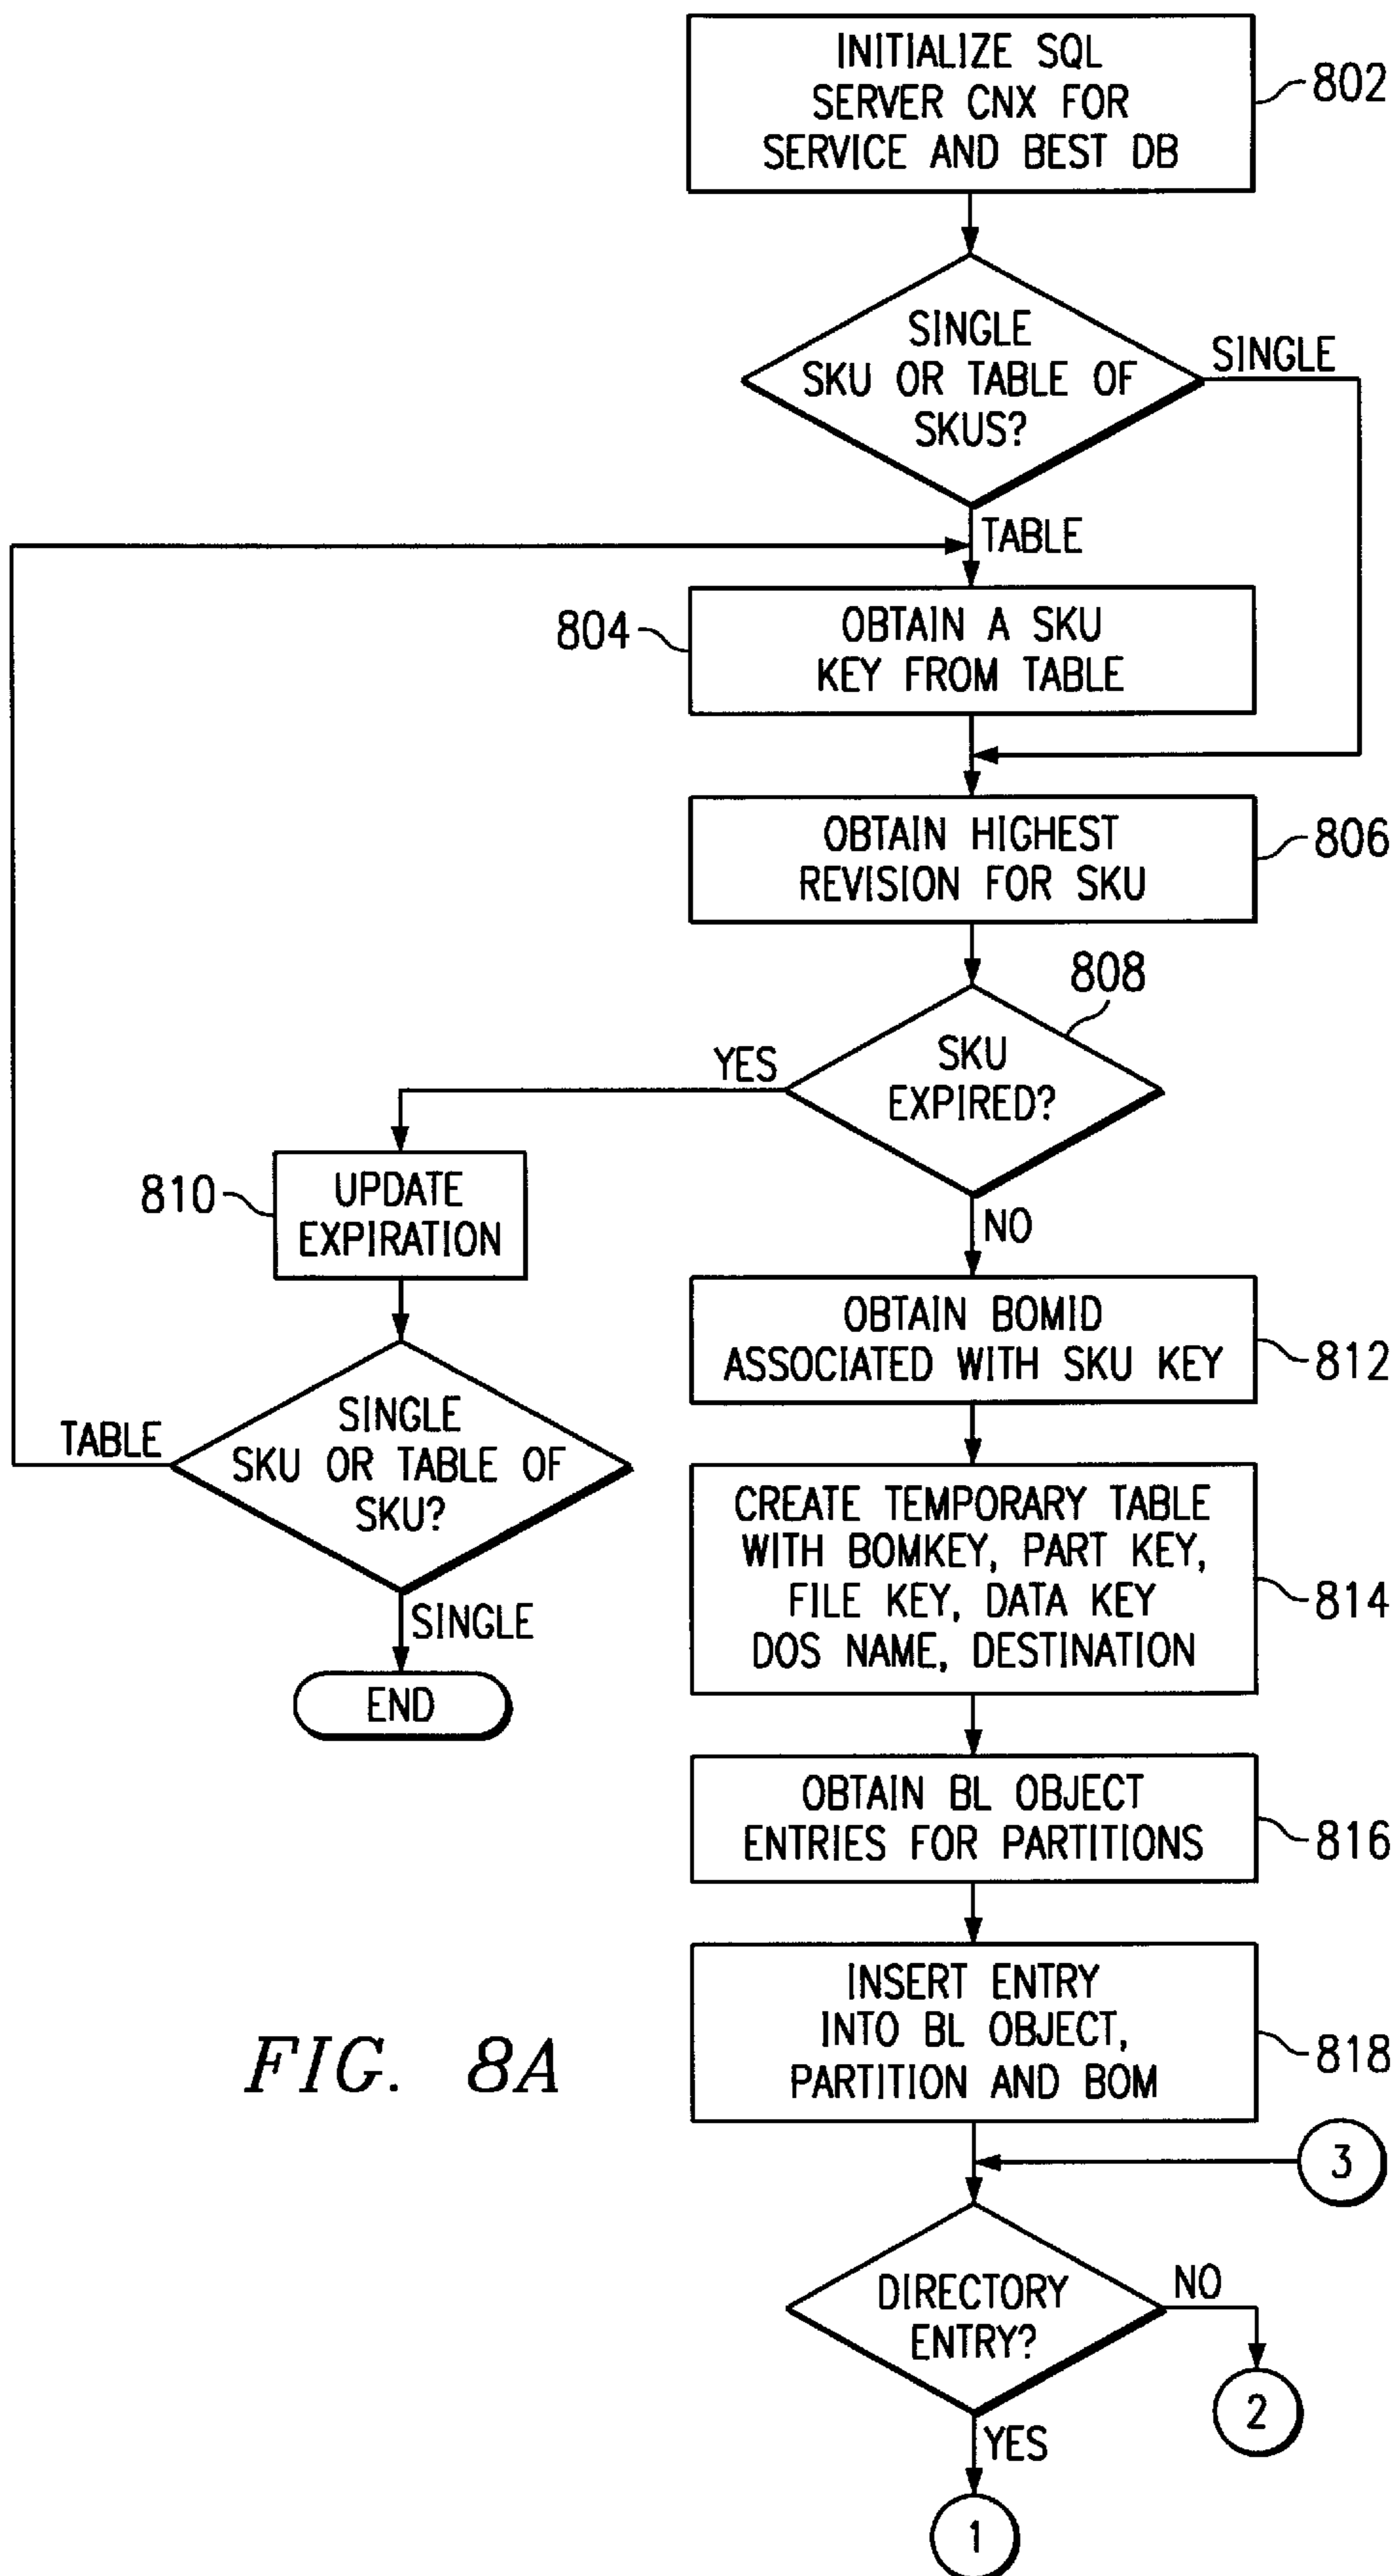 INITIALIZE SQL
SERVER CNX FOR
SERVICE AND BEST DB
802
SINGLE
SKU OR TABLE OF
SKUS?
SINGLE
TABLE
804
OBTAIN A SKU
KEY FROM TABLE
OBTAIN HIGHEST
REVISION FOR SKU
806
808
SKU
EXPIRED?
YES
NO
810
UPDATE
EXPIRATION
OBTAIN BOMID
ASSOCIATED WITH SKU KEY
812
TABLE
SINGLE
SKU OR TABLE OF
SKU?
SINGLE
END
CREATE TEMPORARY TABLE
WITH BOMKEY, PART KEY,
FILE KEY, DATA KEY
DOS NAME, DESTINATION
814
OBTAIN BL OBJECT
ENTRIES FOR PARTITIONS
816
INSERT ENTRY
INTO BL OBJECT,
PARTITION AND BOM
818
FIG. 8A
3
DIRECTORY
ENTRY?
NO
2
YES
1